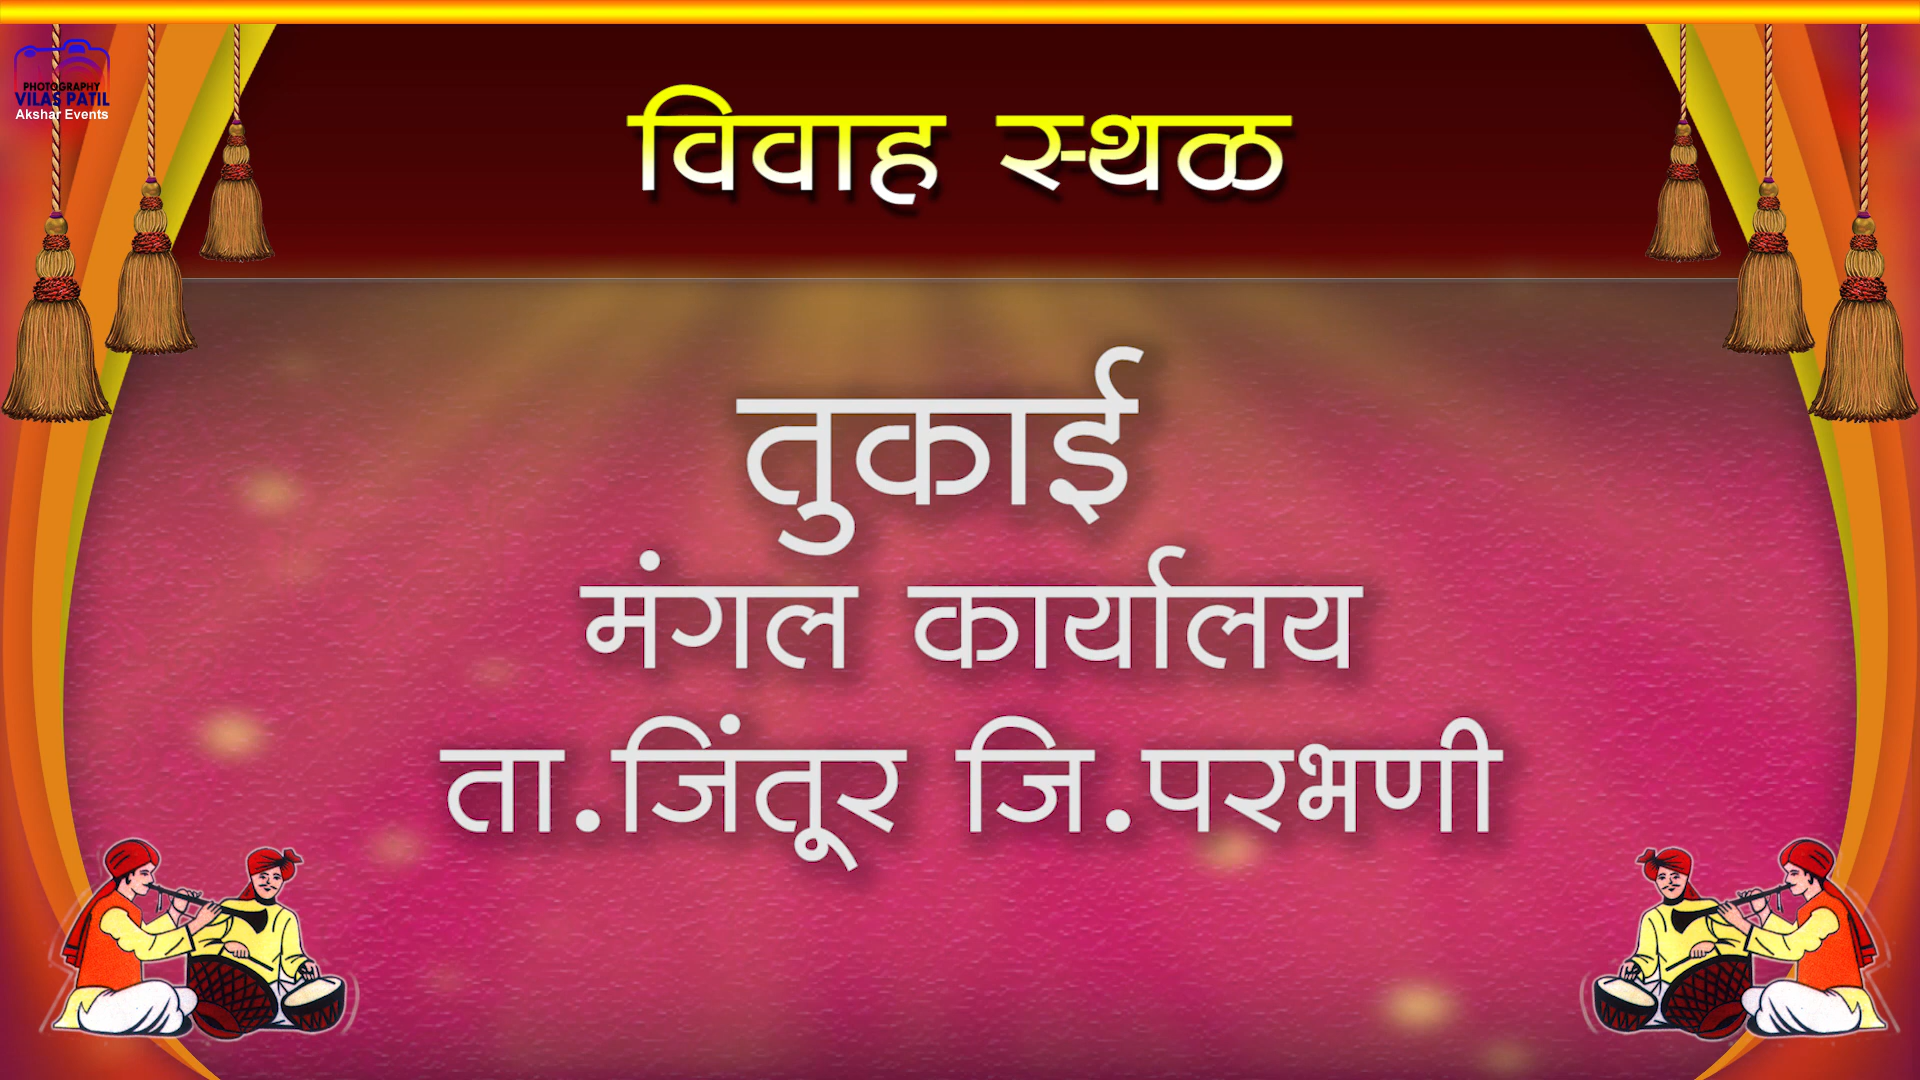 PHOTOGRAPHY
VILAS PATIL
Akshar Events
विवाह स्थळ
तुकाई
मंगल कार्यालय
ता.जिंतूर जि.परभणी